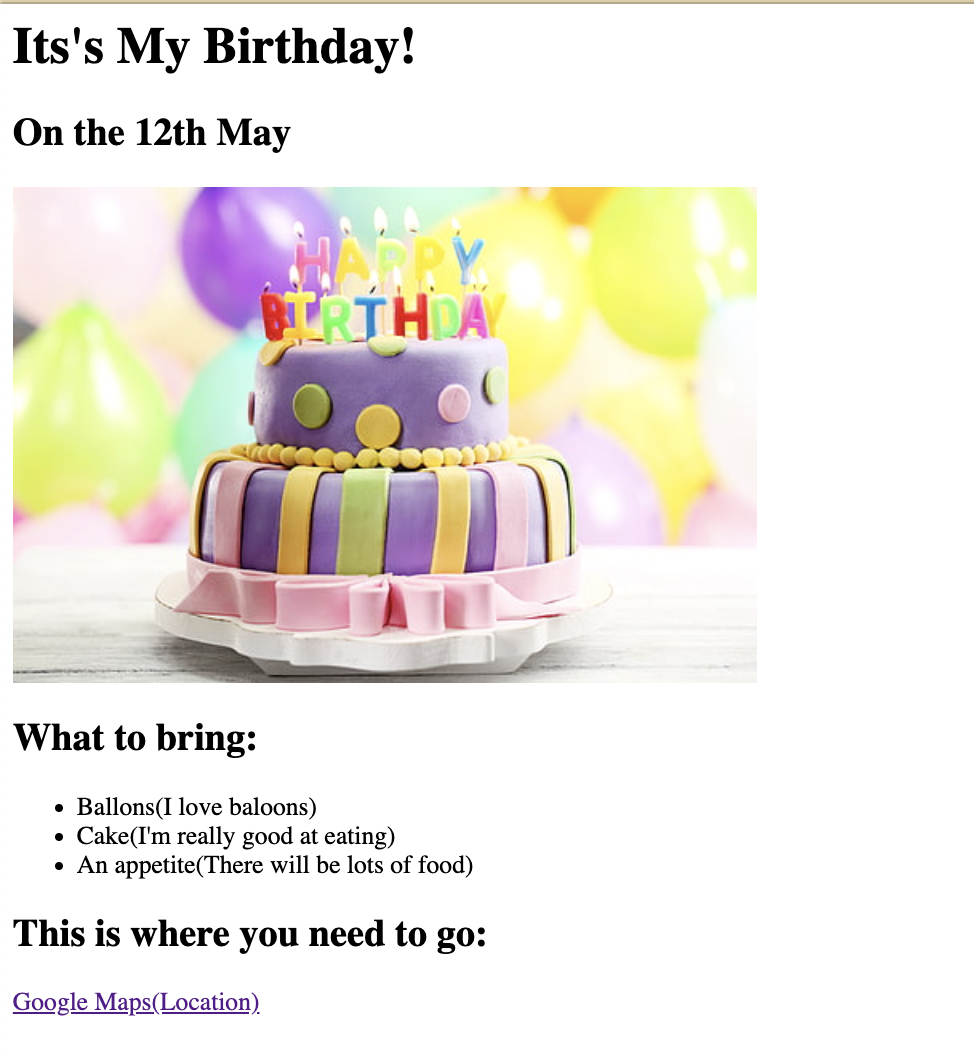 Its's My Birthday!
On the 12th May
HAPPY
BIRTHDAY
What to bring:
Ballons(I love baloons)
Cake(I'm really good at eating)
An appetite(There will be lots of food)
This is where you need to go:
Google Maps(Location)